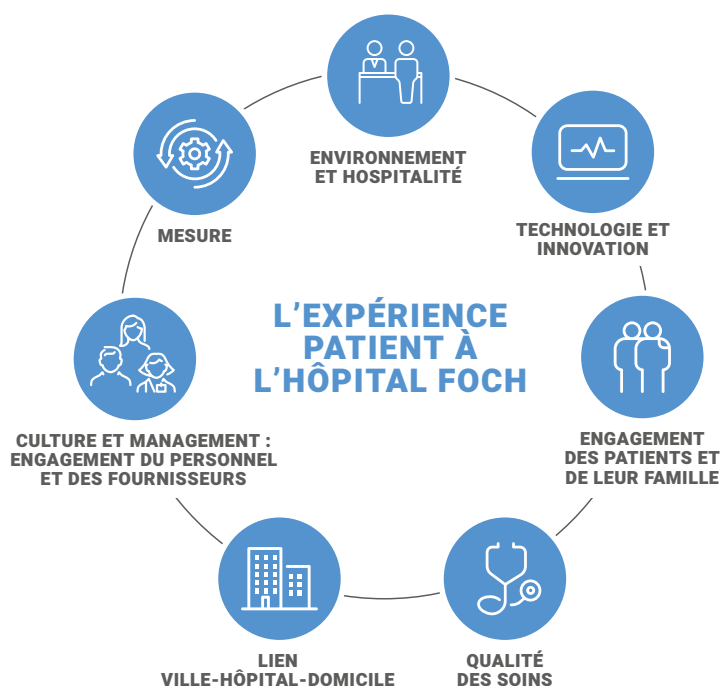 ENVIRONNEMENT
ET HOSPITALITÉ
TECHNOLOGIE ET
INNOVATION
MESURE
L'EXPÉRIENCE
PATIENT À
L'HÔPITAL FOCH
ENGAGEMENT
DES PATIENTS ET
DE LEUR FAMILLE
CULTURE ET MANAGEMENT :
ENGAGEMENT DU PERSONNEL
ET DES FOURNISSEURS
LIEN
VILLE-HÔPITAL-DOMICILE
QUALITÉ
DES SOINS